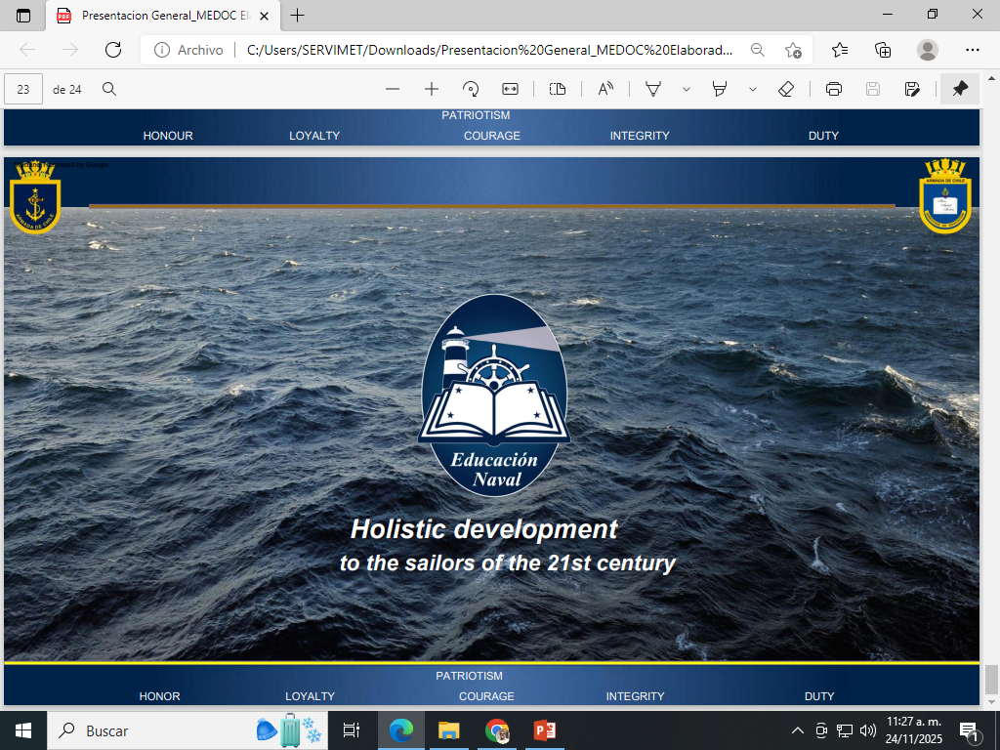 Presentacion General_MEDOC El
Archivo
C:/Users/SERVIMET/Downloads/Presentacion%20General_MEDOC%20Elaborad...
23 de 24
PATRIOTISM
HONOUR LOYALTY COURAGE INTEGRITY DUTY
by Google
ARMADA DE CHILE
ARMADA DE CHILE
Educación
Naval
Holistic development
to the sailors of the 21st century
PATRIOTISM
HONOR LOYALTY COURAGE INTEGRITY DUTY
Buscar
11:27 a. m.
24/11/2025
1